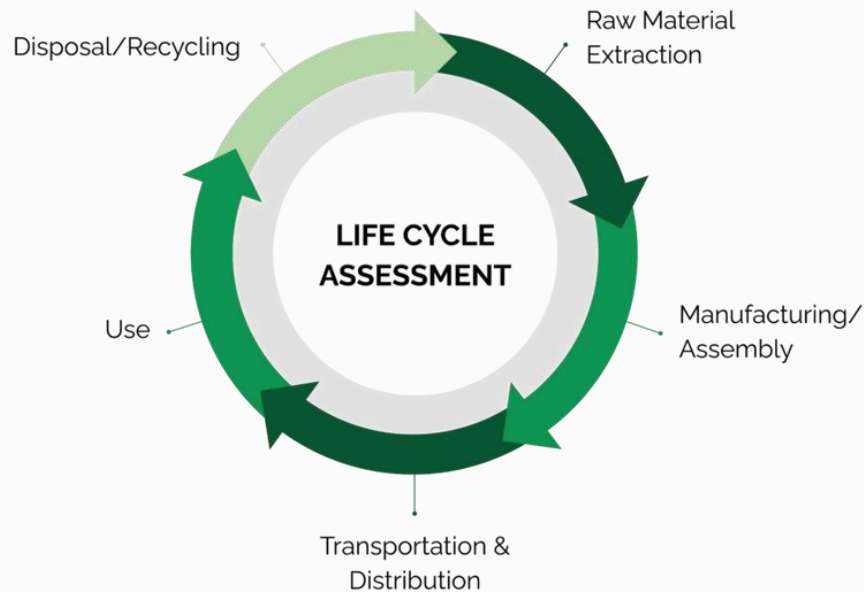 Disposal/Recycling
Raw Material
Extraction
LIFE CYCLE
ASSESSMENT
Use
Manufacturing/
Assembly
Transportation &
Distribution